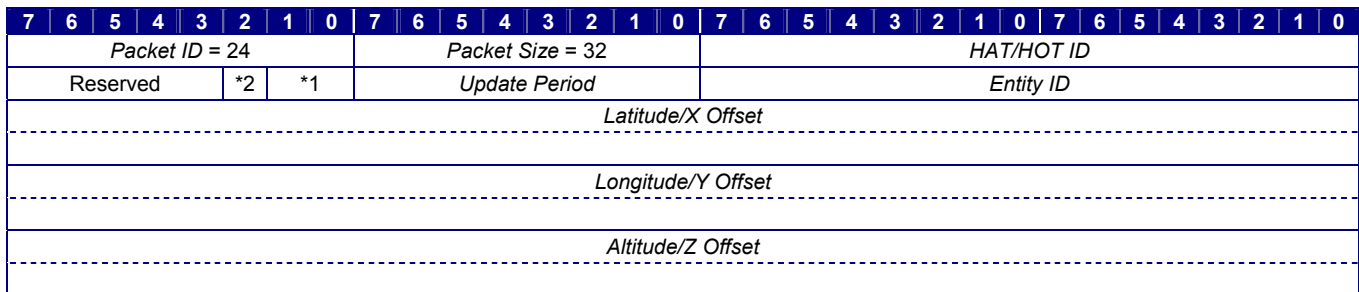 7 6 5 4 3 2 1 0 7 6 5 4 3 2 1 0 7 6 5 4 3 2 1 0 7 6 5 4 3 2 1 0
Packet ID = 24 Packet Size = 32 HAT/HOT ID
Reserved *2 *1 Update Period Entity ID
Latitude/X Offset
Longitude/Y Offset
Altitude/Z Offset